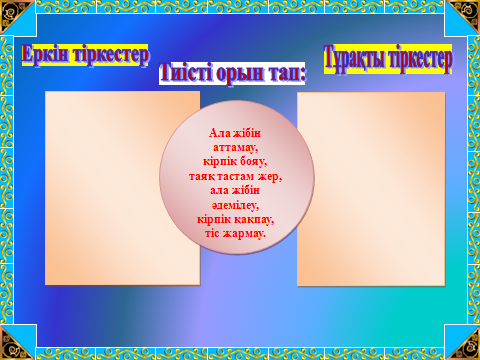 Еркін тіркестер
Тиісті орын тап:
Тұрақты тіркестер
Ала жібін
аттамау,
кірпік бояу,
таяқ тастам жер,
ала жібін
әдемілеу,
кірпік қақпау,
тіс жармау.